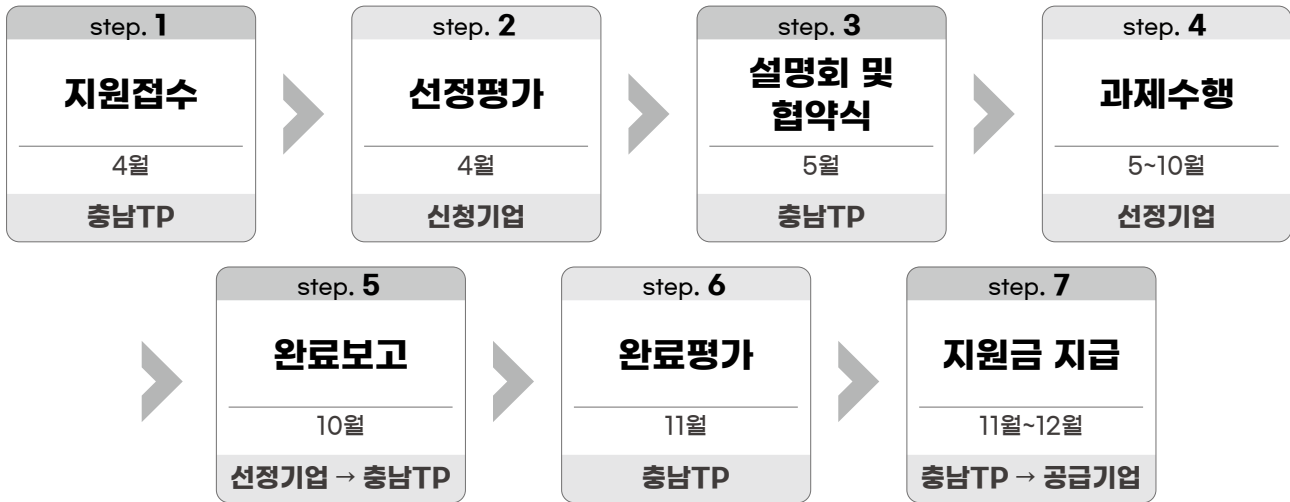 step. 1
지원접수
4월
충남TP
step. 2
선정평가
4월
신청기업
step. 3
설명회 및
협약식
5월
충남TP
step. 4
과제수행
5~10월
선정기업
step. 5
완료보고
10월
선정기업 → 충남TP
step. 6
완료평가
11월
충남TP
step. 7
지원금 지급
11월~12월
충남TP → 공급기업